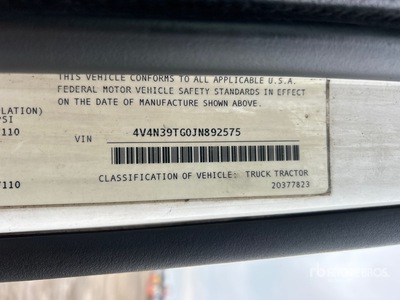 THIS VEHICLE CONFORMS TO ALL APPLICABLE U.S.A.
FEDERAL MOTOR VEHICLE SAFETY STANDARDS IN EFFECT
ON THE DATE OF MANUFACTURE SHOWN ABOVE.
LATION)
PSI
110
VIN 4V4N39TG0JN892575
CLASSIFICATION OF VEHICLE: TRUCK TRACTOR
/110
20377823
rb